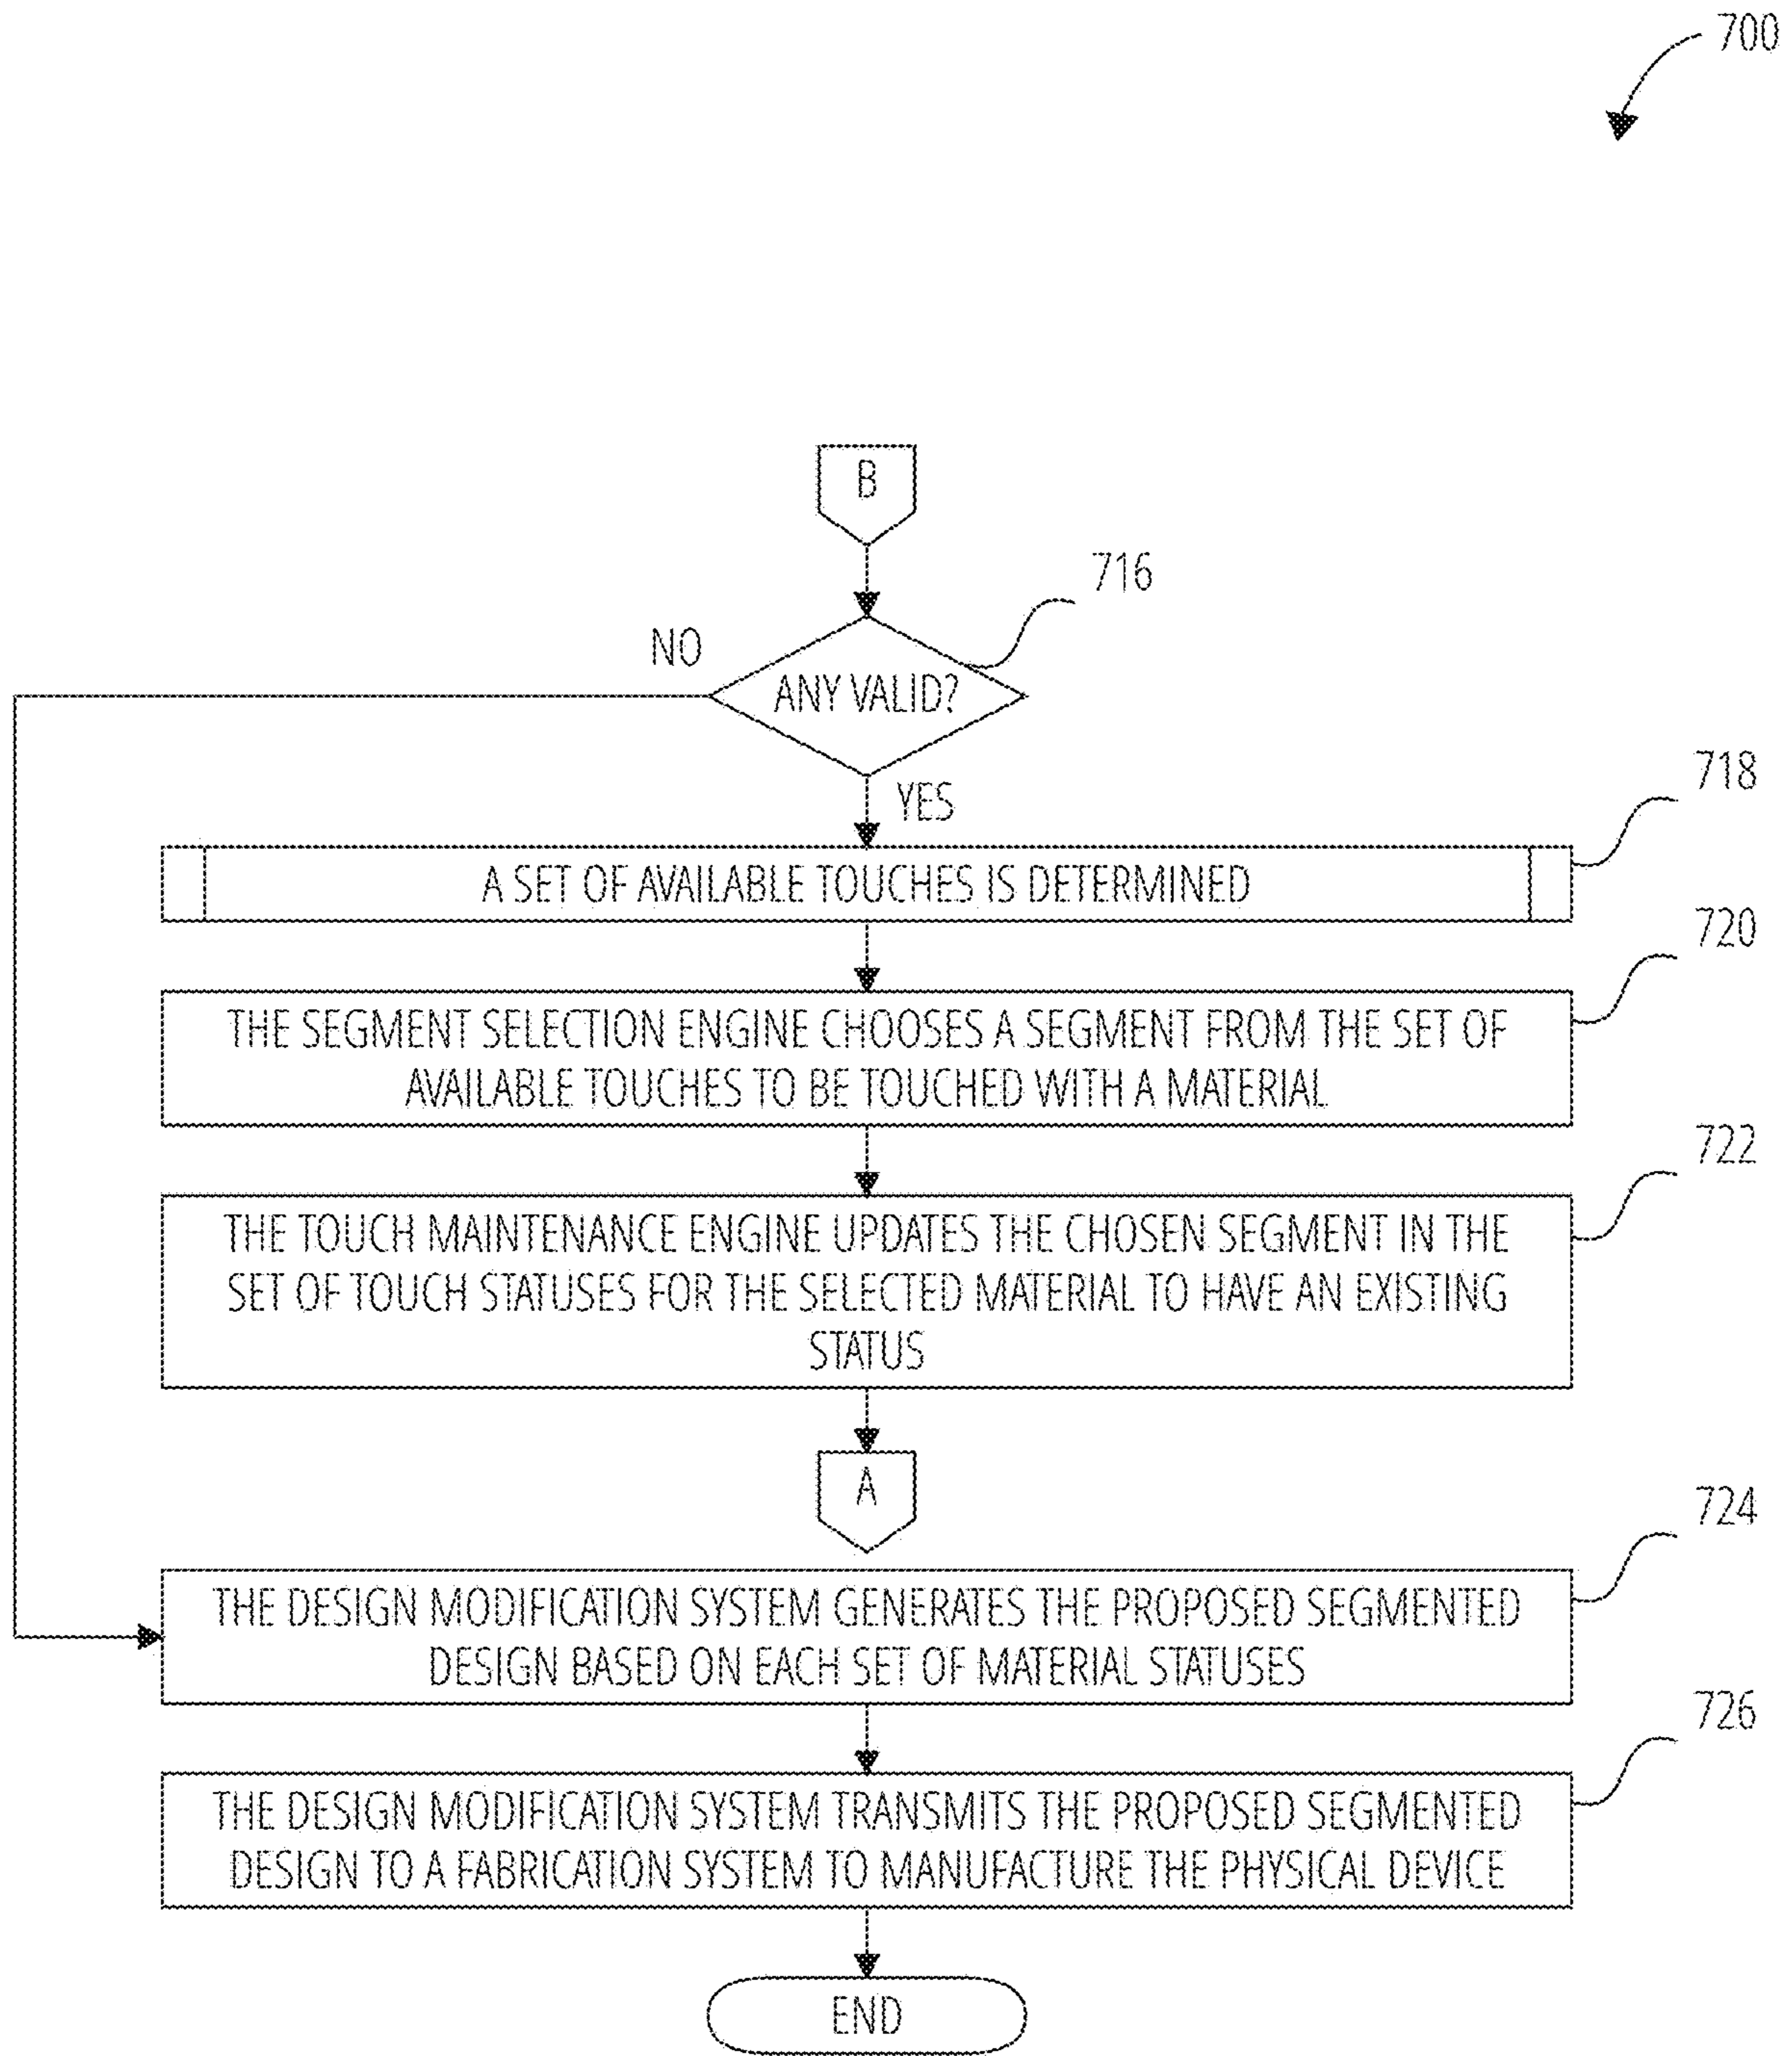 700
B
716
NO
ANY VALID?
YES
718
A SET OF AVAILABLE TOUCHES IS DETERMINED
720
THE SEGMENT SELECTION ENGINE CHOOSES A SEGMENT FROM THE SET OF
AVAILABLE TOUCHES TO BE TOUCHED WITH A MATERIAL
722
THE TOUCH MAINTENANCE ENGINE UPDATES THE CHOSEN SEGMENT IN THE
SET OF TOUCH STATUSES FOR THE SELECTED MATERIAL TO HAVE AN EXISTING
STATUS
A
724
THE DESIGN MODIFICATION SYSTEM GENERATES THE PROPOSED SEGMENTED
DESIGN BASED ON EACH SET OF MATERIAL STATUSES
726
THE DESIGN MODIFICATION SYSTEM TRANSMITS THE PROPOSED SEGMENTED
DESIGN TO A FABRICATION SYSTEM TO MANUFACTURE THE PHYSICAL DEVICE
END